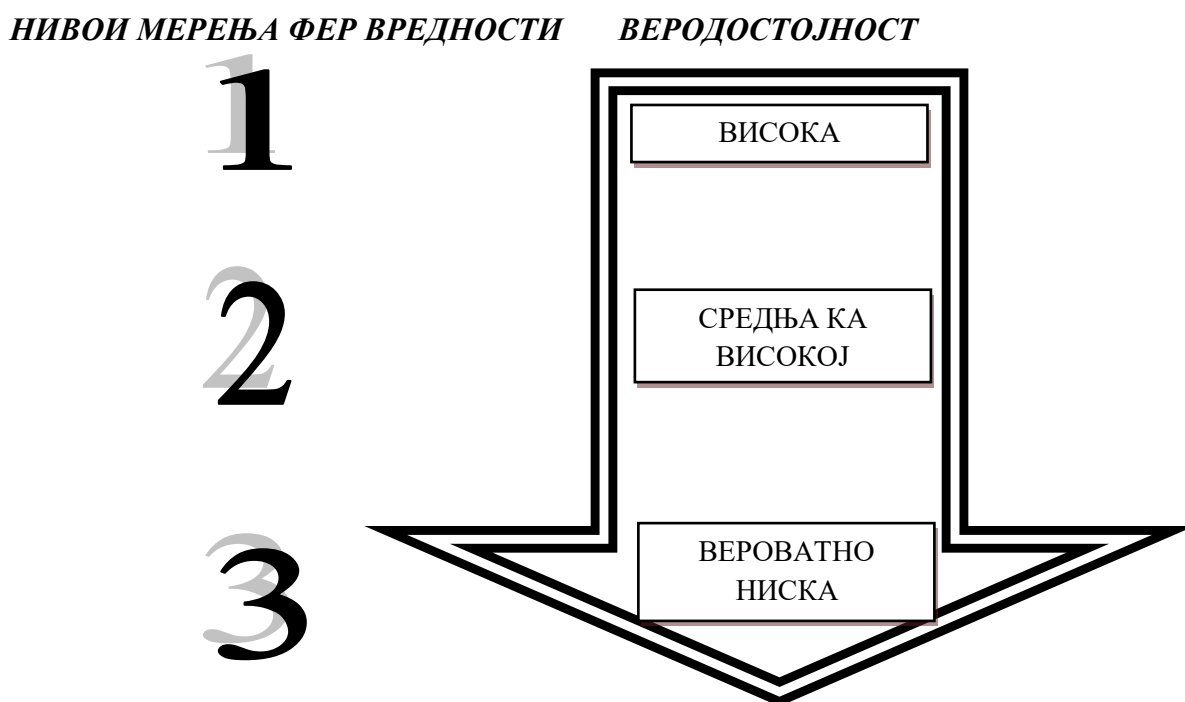 НИВОИ МЕРЕЊА ФЕР ВРЕДНОСТИ ВЕРОДОСТОЈНОСТ
1
ВИСОКА
2
СРЕДЊА КА
ВИСОКОЈ
3
ВЕРОВАТНО
НИСКА